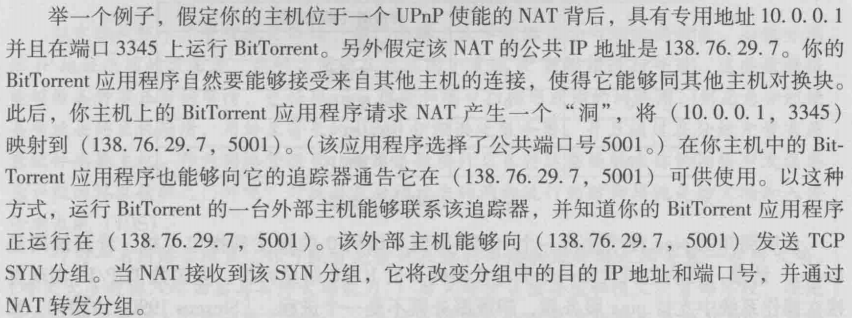 举一个例子，假定你的主机位于一个 UPnP 使能的 NAT 背后，具有专用地址 10.0.0.1
并且在端口 3345 上运行 BitTorrent。另外假定该 NAT 的公共 IP 地址是 138.76.29.7。你的
BitTorrent 应用程序自然要能够接受来自其他主机的连接，使得它能够同其他主机对换块。
此后，你主机上的 BitTorrent 应用程序请求 NAT 产生一个“洞”，将（10.0.0.1，3345）
映射到（138.76.29.7，5001）。（该应用程序选择了公共端口号5001。）在你主机中的 Bit-
Torrent 应用程序也能够向它的追踪器通告它在（138.76.29.7，5001）可供使用。以这种
方式，运行 BitTorrent 的一台外部主机能够联系该追踪器，并知道你的 BitTorrent 应用程序
正运行在（138.76.29.7，5001）。该外部主机能够向（138.76.29.7，5001）发送 TCP
SYN 分组。当 NAT 接收到该 SYN 分组，它将改变分组中的目的 IP 地址和端口号，并通过
NAT 转发分组。